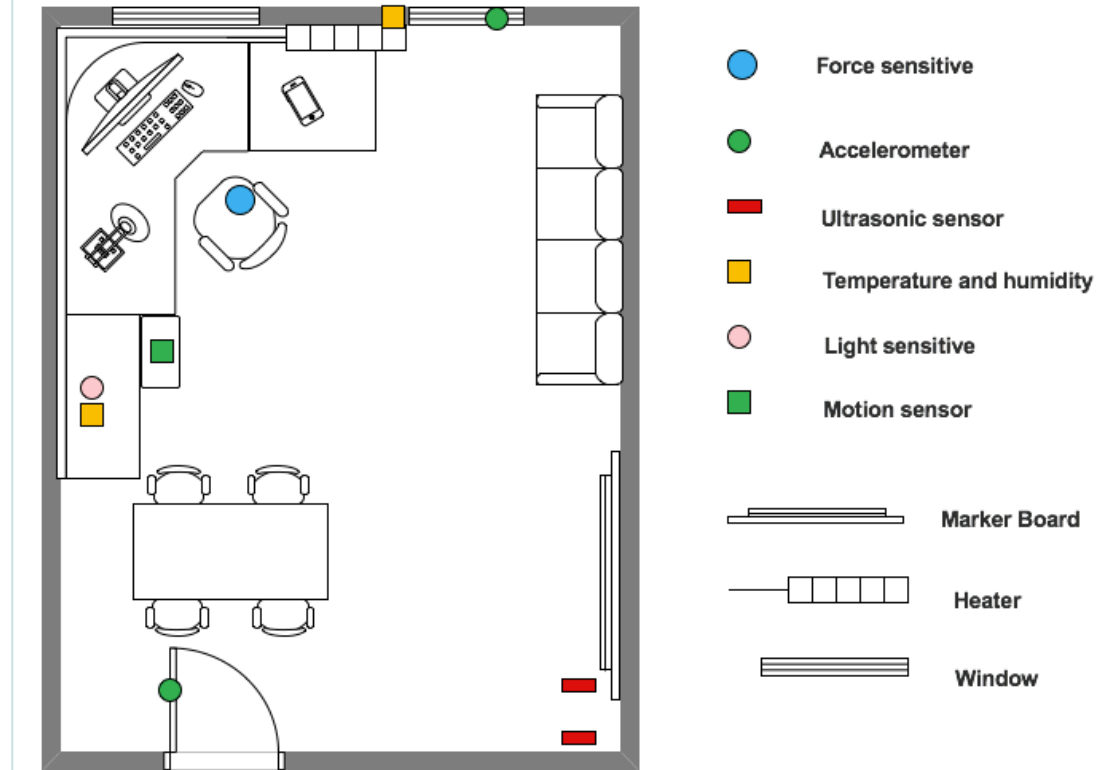 Force sensitive
Accelerometer
Ultrasonic sensor
Temperature and humidity
Light sensitive
Motion sensor
Marker Board
Heater
Window